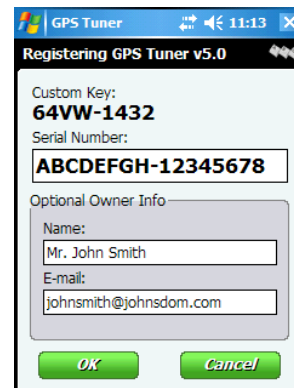 GPS Tuner 11:13
Registering GPS Tuner v5.0
Custom Key:
64VW-1432
Serial Number:
ABCDEFGH-12345678
Optional Owner Info
Name:
Mr. John Smith
E-mail:
johnsmith@johnsdom.com
OK Cancel